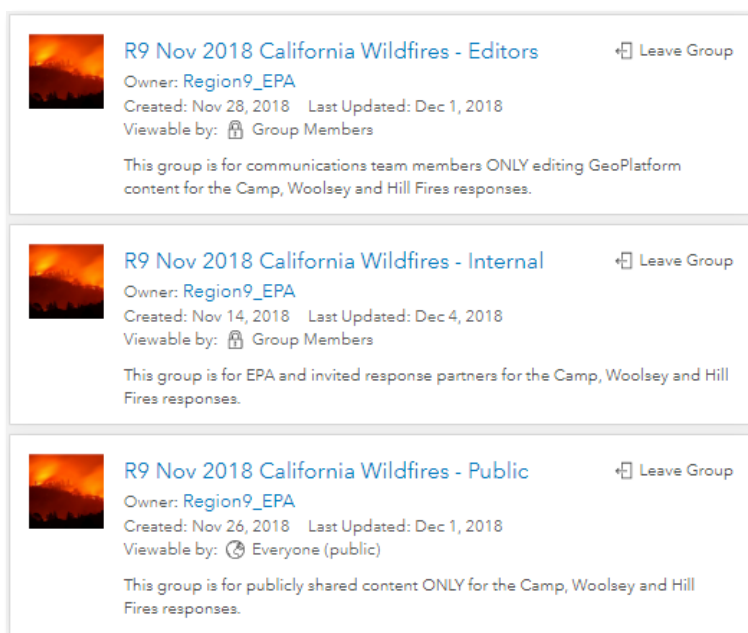 R9 Nov 2018 California Wildfires - Editors
Leave Group
Owner: Region9_EPA
Created: Nov 28, 2018 Last Updated: Dec 1, 2018
Viewable by: Group Members
This group is for communications team members ONLY editing GeoPlatform
content for the Camp, Woolsey and Hill Fires responses.
R9 Nov 2018 California Wildfires - Internal
Leave Group
Owner: Region9_EPA
Created: Nov 14, 2018 Last Updated: Dec 4, 2018
Viewable by: Group Members
This group is for EPA and invited response partners for the Camp, Woolsey and Hill
Fires responses.
R9 Nov 2018 California Wildfires - Public
Leave Group
Owner: Region9_EPA
Created: Nov 26, 2018 Last Updated: Dec 1, 2018
Viewable by: Everyone (public)
This group is for publicly shared content ONLY for the Camp, Woolsey and Hill
Fires responses.